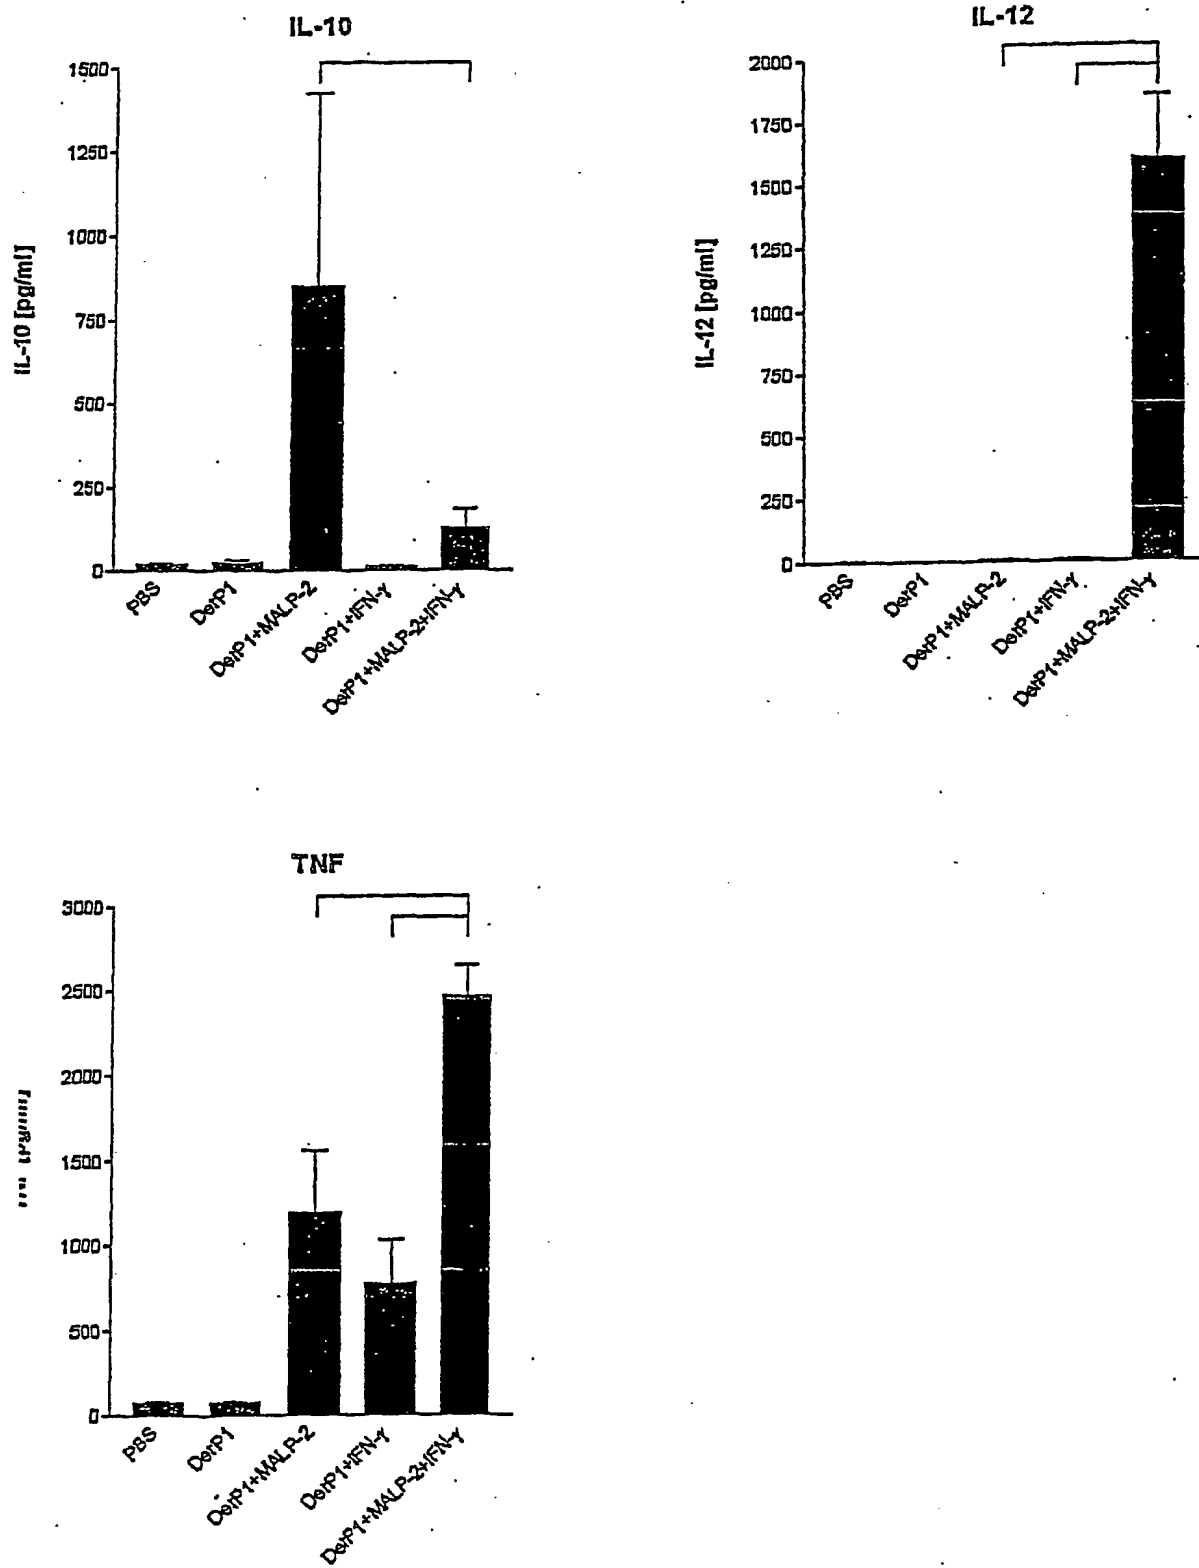 IL-10
1500
1250
1000
750
500
250
0
IL-10 [pg/ml]
PBS
DerP1
DerP1+MALP-2
DerP1+IFN-γ
DerP1+MALP-2+IFN-γ
IL-12
2000
1750
1500
1250
1000
750
500
250
0
IL-12 [pg/ml]
PBS
DerP1
DerP1+MALP-2
DerP1+IFN-γ
DerP1+MALP-2+IFN-γ
TNF
3000
2500
2000
1500
1000
500
0
PBS
DerP1
DerP1+MALP-2
DerP1+IFN-γ
DerP1+MALP-2+IFN-γ